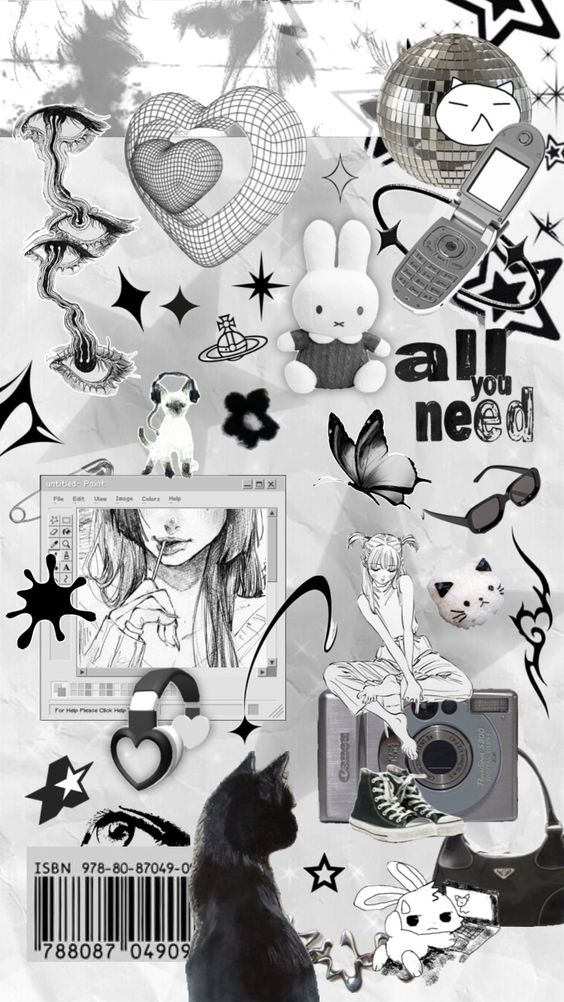 all
you
need
untitled- Paint
File Edit View Image Colors Help
For Help Please Click Help
Canon
ISBN 978-80-87049-0
788087 04909